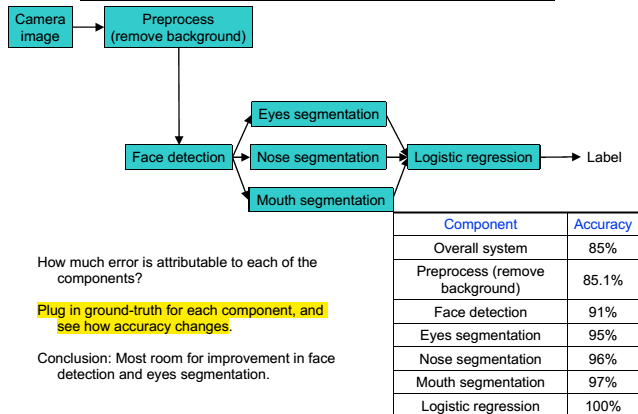 Camera
image
Preprocess
(remove background)
Eyes segmentation
Face detection
Nose segmentation
Logistic regression
Label
Mouth segmentation
How much error is attributable to each of the
components?
Plug in ground-truth for each component, and
see how accuracy changes.
Conclusion: Most room for improvement in face
detection and eyes segmentation.
Component Accuracy
Overall system 85%
Preprocess (remove
background) 85.1%
Face detection 91%
Eyes segmentation 95%
Nose segmentation 96%
Mouth segmentation 97%
Logistic regression 100%